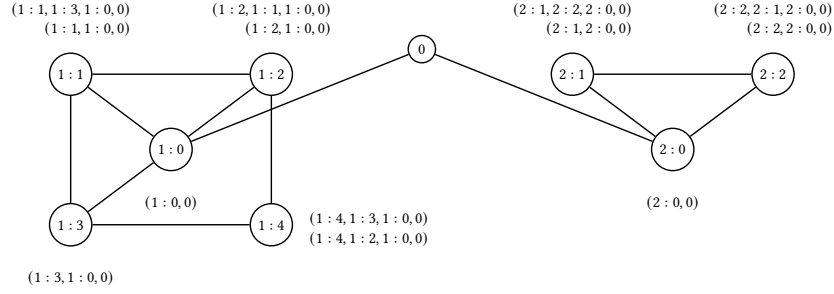 (1 : 1, 1 : 3, 1 : 0, 0)
(1 : 1, 1 : 0, 0)
(1 : 2, 1 : 1, 1 : 0, 0)
(1 : 2, 1 : 0, 0)
(2 : 1, 2 : 2, 2 : 0, 0)
(2 : 1, 2 : 0, 0)
(2 : 2, 2 : 1, 2 : 0, 0)
(2 : 2, 2 : 0, 0)
0
1 : 1
1 : 2
2 : 1
2 : 2
1 : 0
2 : 0
(1 : 0, 0)
(2 : 0, 0)
1 : 3
1 : 4
(1 : 4, 1 : 3, 1 : 0, 0)
(1 : 4, 1 : 2, 1 : 0, 0)
(1 : 3, 1 : 0, 0)